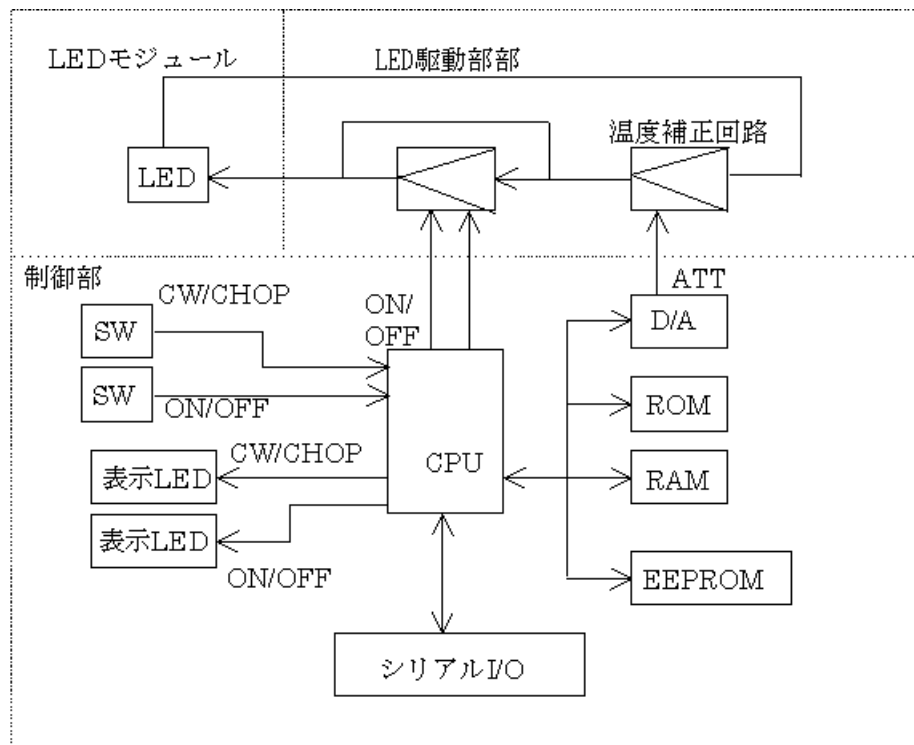 LEDモジュール
LED駆動部部
温度補正回路
LED
制御部
CW/CHOP
SW
SW
ON/OFF
ON/
OFF
ATT
D/A
ROM
CPU
RAM
CW/CHOP
表示LED
表示LED
ON/OFF
EEPROM
シリアルI/O